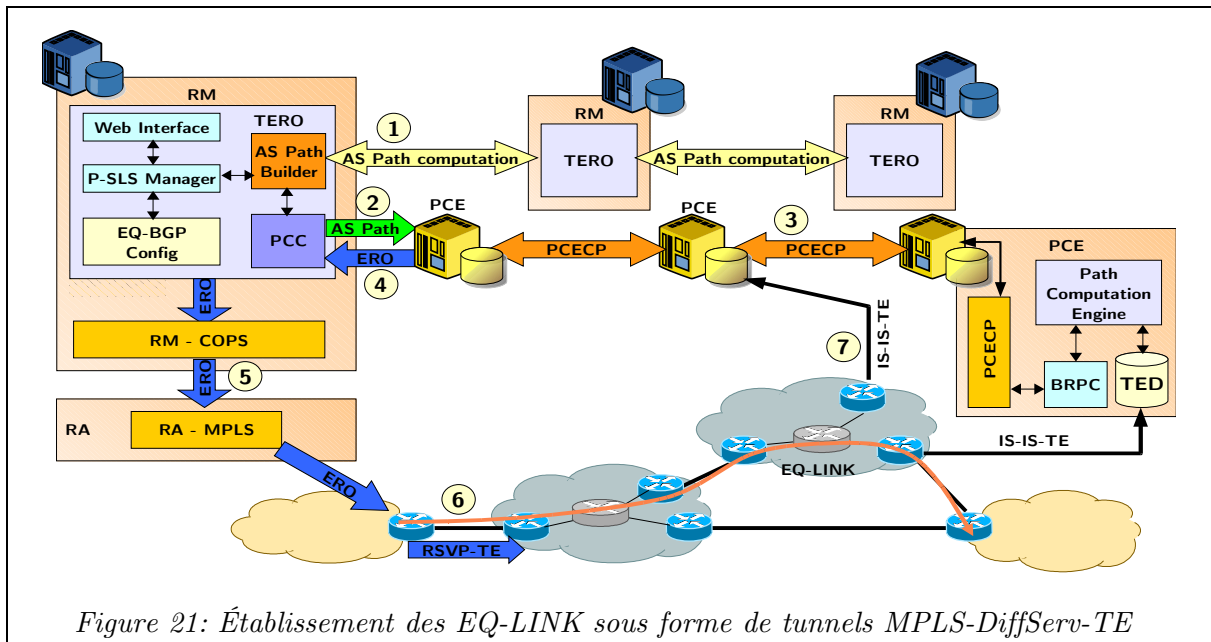 RM
TERO
Web Interface
P-SLS Manager
EQ-BGP
Config
AS Path
Builder
PCC
1
AS Path computation
RM
TERO
AS Path computation
RM
TERO
2
AS Path
PCE
ERO
4
PCECP
PCE
3
PCECP
PCE
Path
Computation
Engine
PCECP
BRPC
TED
ERO
RM - COPS
ERO
5
RA
RA - MPLS
ERO
7
IS-IS-TE
IS-IS-TE
EQ-LINK
6
RSVP-TE
Figure 21: Établissement des EQ-LINK sous forme de tunnels MPLS-DiffServ-TE